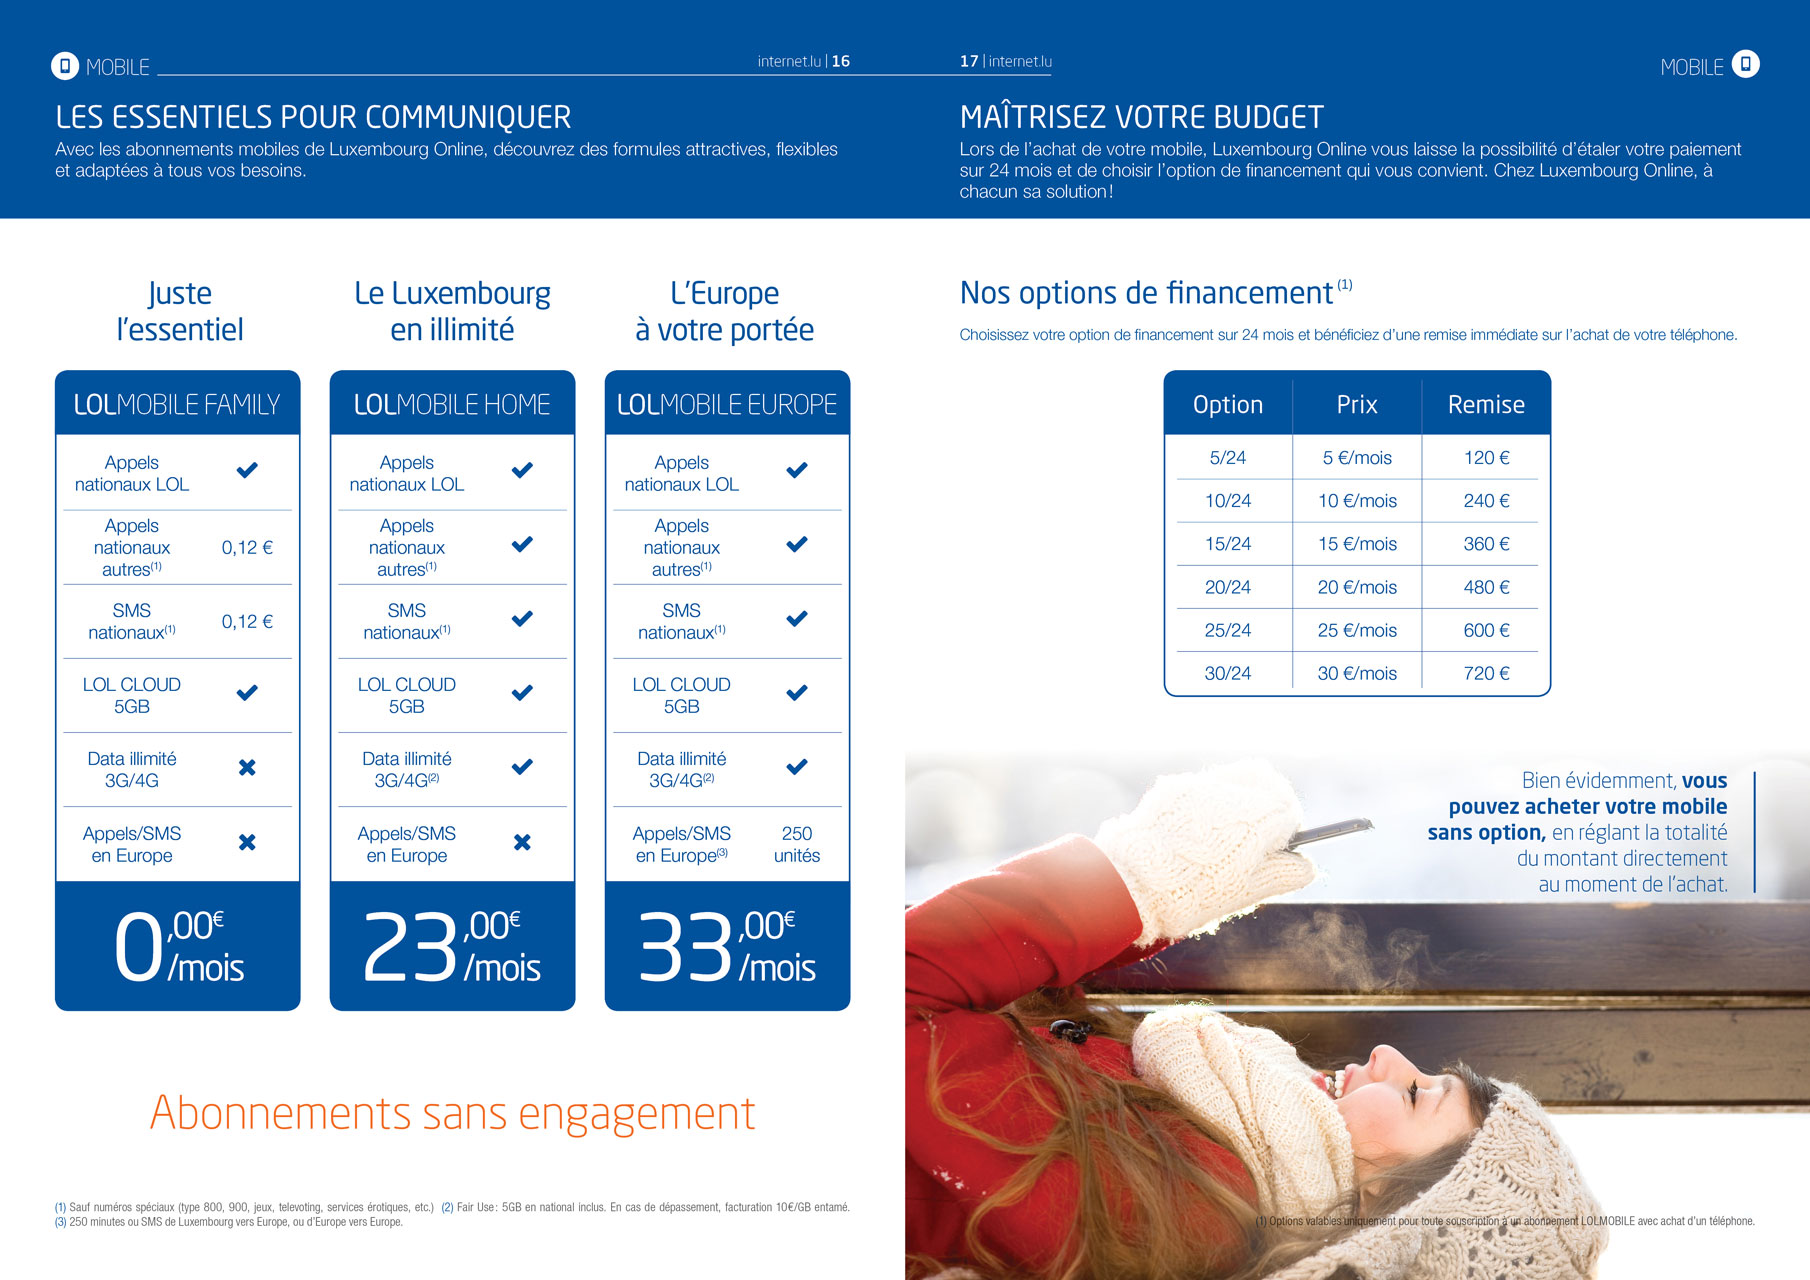 MOBILE
internet.lu | 16
LES ESSENTIELS POUR COMMUNIQUER
Avec les abonnements mobiles de Luxembourg Online, découvrez des formules attractives, flexibles
et adaptées à tous vos besoins.
Juste
l'essentiel
LOLMOBILE FAMILY
Appels
nationaux LOL
Appels
nationaux
autres(1)
0,12 €
SMS
nationaux(1)
0,12 €
LOL CLOUD
5GB
Data illimité
3G/4G
Appels/SMS
en Europe
0,00€
/mois
Le Luxembourg
en illimité
LOLMOBILE HOME
Appels
nationaux LOL
Appels
nationaux
autres(1)
SMS
nationaux(1)
LOL CLOUD
5GB
Data illimité
3G/4G(2)
Appels/SMS
en Europe
23,00€
/mois
L'Europe
à votre portée
LOLMOBILE EUROPE
Appels
nationaux LOL
Appels
nationaux
autres(1)
SMS
nationaux(1)
LOL CLOUD
5GB
Data illimité
3G/4G(2)
Appels/SMS
en Europe(3)
250
unités
33,00€
/mois
Abonnements sans engagement
(1) Sauf numéros spéciaux (type 800, 900, jeux, televoting, services érotiques, etc.) (2) Fair Use : 5GB en national inclus. En cas de dépassement, facturation 10€/GB entamé.
(3) 250 minutes ou SMS de Luxembourg vers Europe, ou d'Europe vers Europe.
17 | internet.lu
MOBILE
MAÎTRISEZ VOTRE BUDGET
Lors de l'achat de votre mobile, Luxembourg Online vous laisse la possibilité d'étaler votre paiement
sur 24 mois et de choisir l'option de financement qui vous convient. Chez Luxembourg Online, à
chacun sa solution !
Nos options de financement (1)
Choisissez votre option de financement sur 24 mois et bénéficiez d'une remise immédiate sur l'achat de votre téléphone.
Option Prix Remise
5/24 5 €/mois 120 €
10/24 10 €/mois 240 €
15/24 15 €/mois 360 €
20/24 20 €/mois 480 €
25/24 25 €/mois 600 €
30/24 30 €/mois 720 €
Bien évidemment, vous
pouvez acheter votre mobile
sans option, en réglant la totalité
du montant directement
au moment de l'achat.
(1) Options valables uniquement pour toute souscription à un abonnement LOLMOBILE avec achat d'un téléphone.